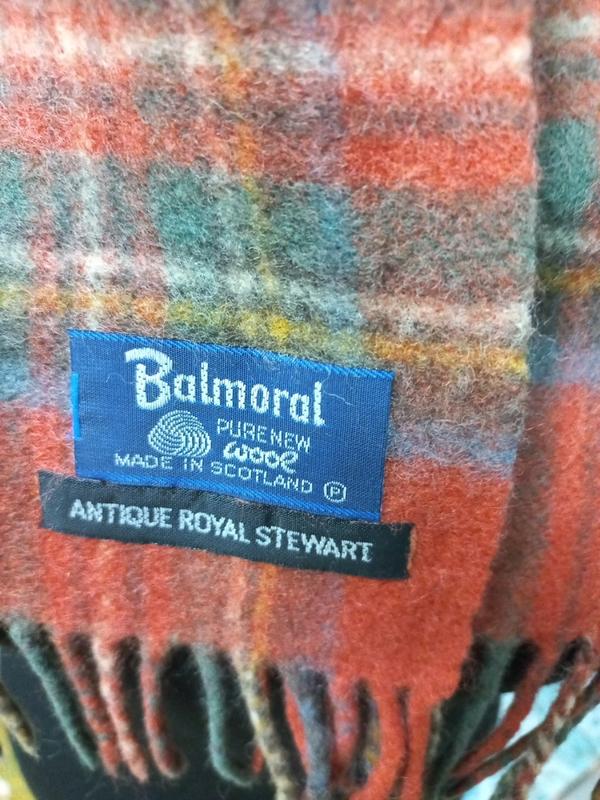 Balmoral
PURE NEW
WOOL
MADE IN SCOTLAND P
ANTIQUE ROYAL STEWART